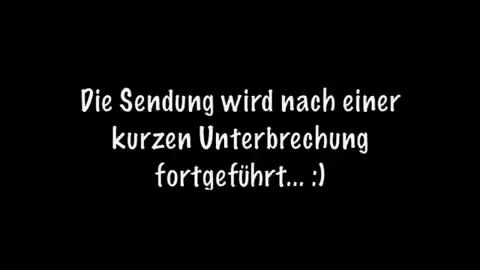 Die Sendung wird nach einer
kurzen Unterbrechung
fortgeführt... :)